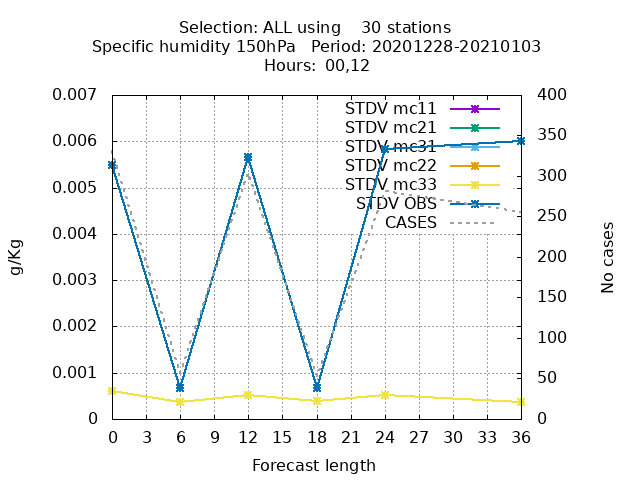 Selection: ALL using    30 stations
Specific humidity 150hPa   Period: 20201228-20210103
Hours: 00,12
0.007
0.006
0.005
0.004
0.003
0.002
0.001
0
400
350
300
250
200
150
100
50
0
STDV mc11
STDV mc21
STDV mc31
STDV mc22
STDV mc33
STDV OBS
CASES
g/Kg
No cases
0 3 6 9 12 15 18 21 24 27 30 33 36
Forecast length